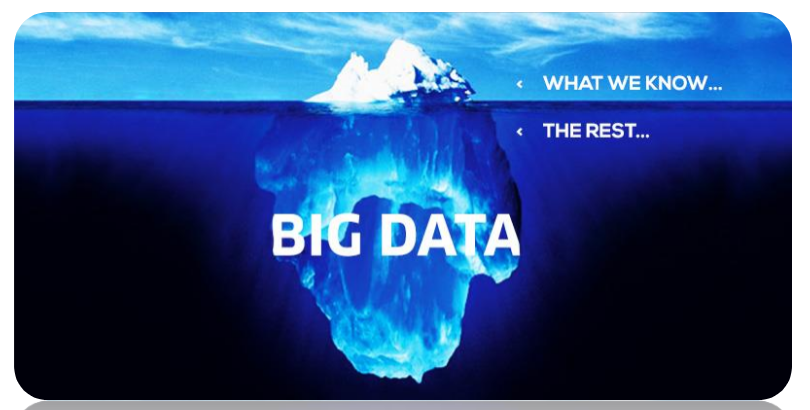 ‹ WHAT WE KNOW...
‹ THE REST...
BIG DATA